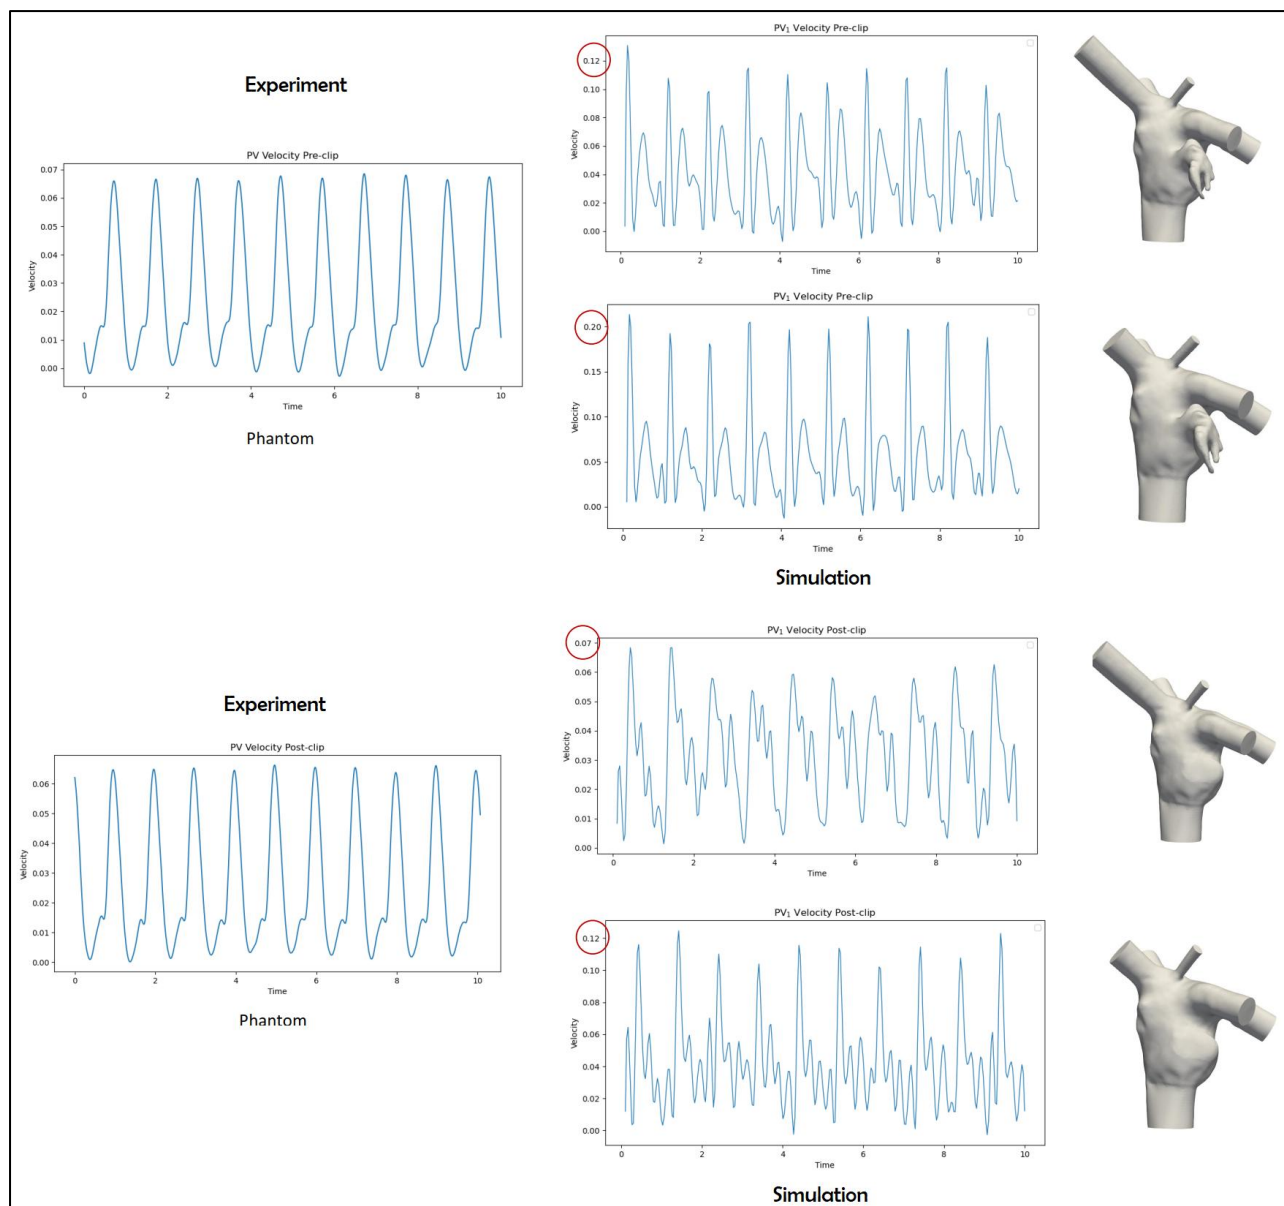 Experiment
PV Velocity Pre-clip
0.07
0.06
0.05
0.04
0.03
0.02
0.01
0.00
Velocity
0 2 4 6 8 10
Time
Phantom
PV₁ Velocity Pre-clip
0.12
0.10
0.08
0.06
0.04
0.02
0.00
Velocity
0 2 4 6 8 10
Time
PV₁ Velocity Pre-clip
0.20
0.15
0.10
0.05
0.00
Velocity
0 2 4 6 8 10
Time
Simulation
Experiment
PV Velocity Post-clip
0.06
0.05
0.04
0.03
0.02
0.01
0.00
Velocity
0 2 4 6 8 10
Time
Phantom
PV₁ Velocity Post-clip
0.07
0.06
0.05
0.04
0.03
0.02
0.01
0.00
Velocity
0 2 4 6 8 10
Time
PV₁ Velocity Post-clip
0.12
0.10
0.08
0.06
0.04
0.02
0.00
Velocity
0 2 4 6 8 10
Time
Simulation